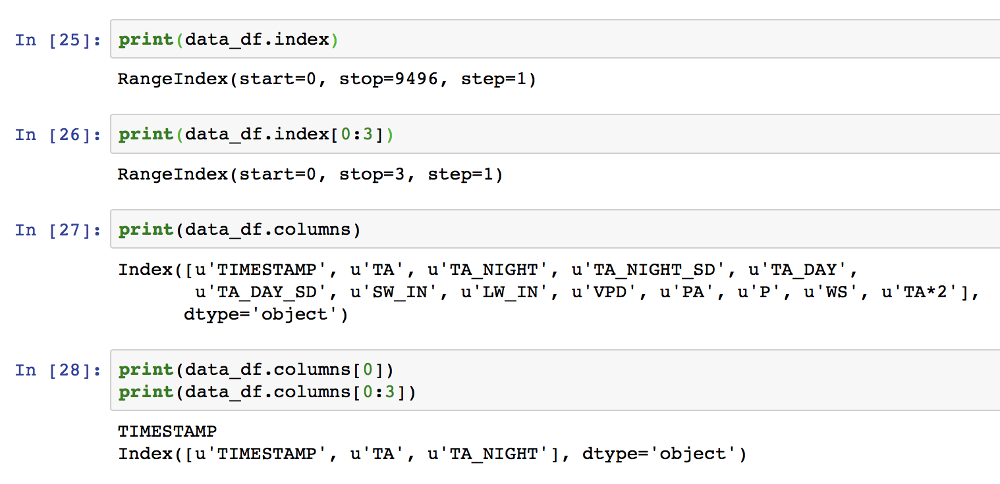 In [25]: print(data_df.index)
RangeIndex(start=0, stop=9496, step=1)
In [26]: print(data_df.index[0:3])
RangeIndex(start=0, stop=3, step=1)
In [27]: print(data_df.columns)
Index([u'TIMESTAMP', u'TA', u'TA_NIGHT', u'TA_NIGHT_SD', u'TA_DAY',
       u'TA_DAY_SD', u'SW_IN', u'LW_IN', u'VPD', u'PA', u'P', u'WS', u'TA*2'],
      dtype='object')
In [28]: print(data_df.columns[0])
print(data_df.columns[0:3])
TIMESTAMP
Index([u'TIMESTAMP', u'TA', u'TA_NIGHT'], dtype='object')